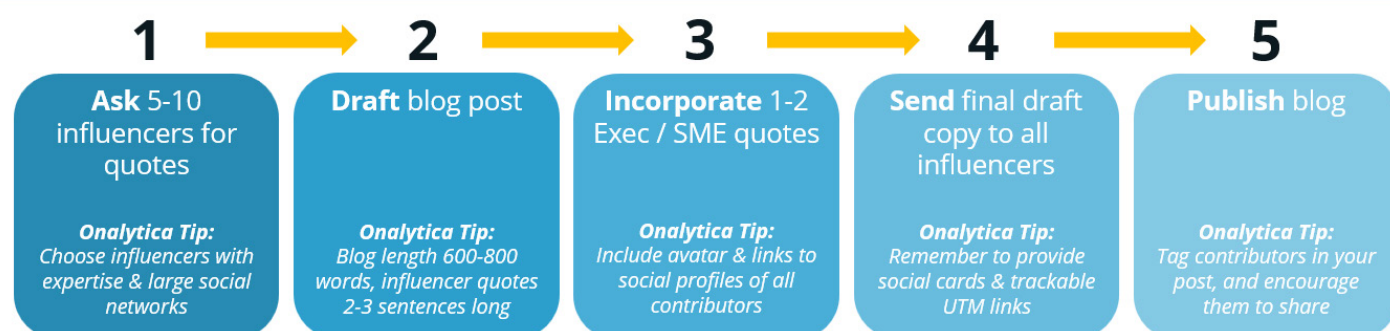 1
2
3
4
5
Ask 5-10
influencers for
quotes
Onalytica Tip:
Choose influencers with
expertise & large social
networks
Draft blog post
Onalytica Tip:
Blog length 600-800
words, influencer quotes
2-3 sentences long
Incorporate 1-2
Exec / SME quotes
Onalytica Tip:
Include avatar & links to
social profiles of all
contributors
Send final draft
copy to all
influencers
Onalytica Tip:
Remember to provide
social cards & trackable
UTM links
Publish blog
Onalytica Tip:
Tag contributors in your
post, and encourage
them to share